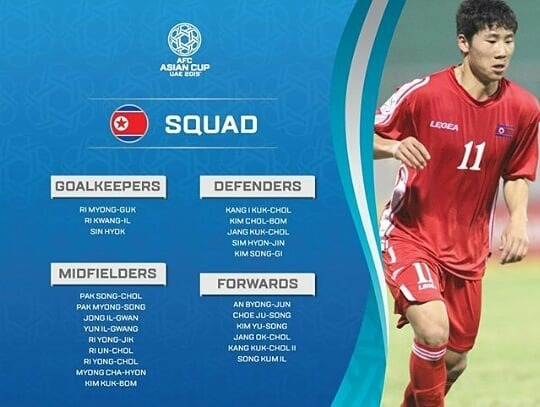 AFC
ASIAN CUP
UAE 2019
SQUAD
GOALKEEPERS
RI MYONG-GUK
RI KWANG-IL
SIN HYOK
DEFENDERS
KANG I KUK-CHOL
KIM CHOL-BOM
JANG KUK-CHOL
SIM HYON-JIN
KIM SONG-GI
MIDFIELDERS
PAK SONG-CHOL
PAK MYONG-SONG
JONG IL-GWAN
YUN IL-GWANG
RI YONG-JIK
RI UN-CHOL
RI YONG-CHOL
MYONG CHA-HYON
KIM KUK-BOM
FORWARDS
AN BYONG-JUN
CHOE JU-SONG
KIM YU-SONG
JANG OK-CHOL
KANG KUK-CHOL II
SONG KUM IL
LEGEA
11
11